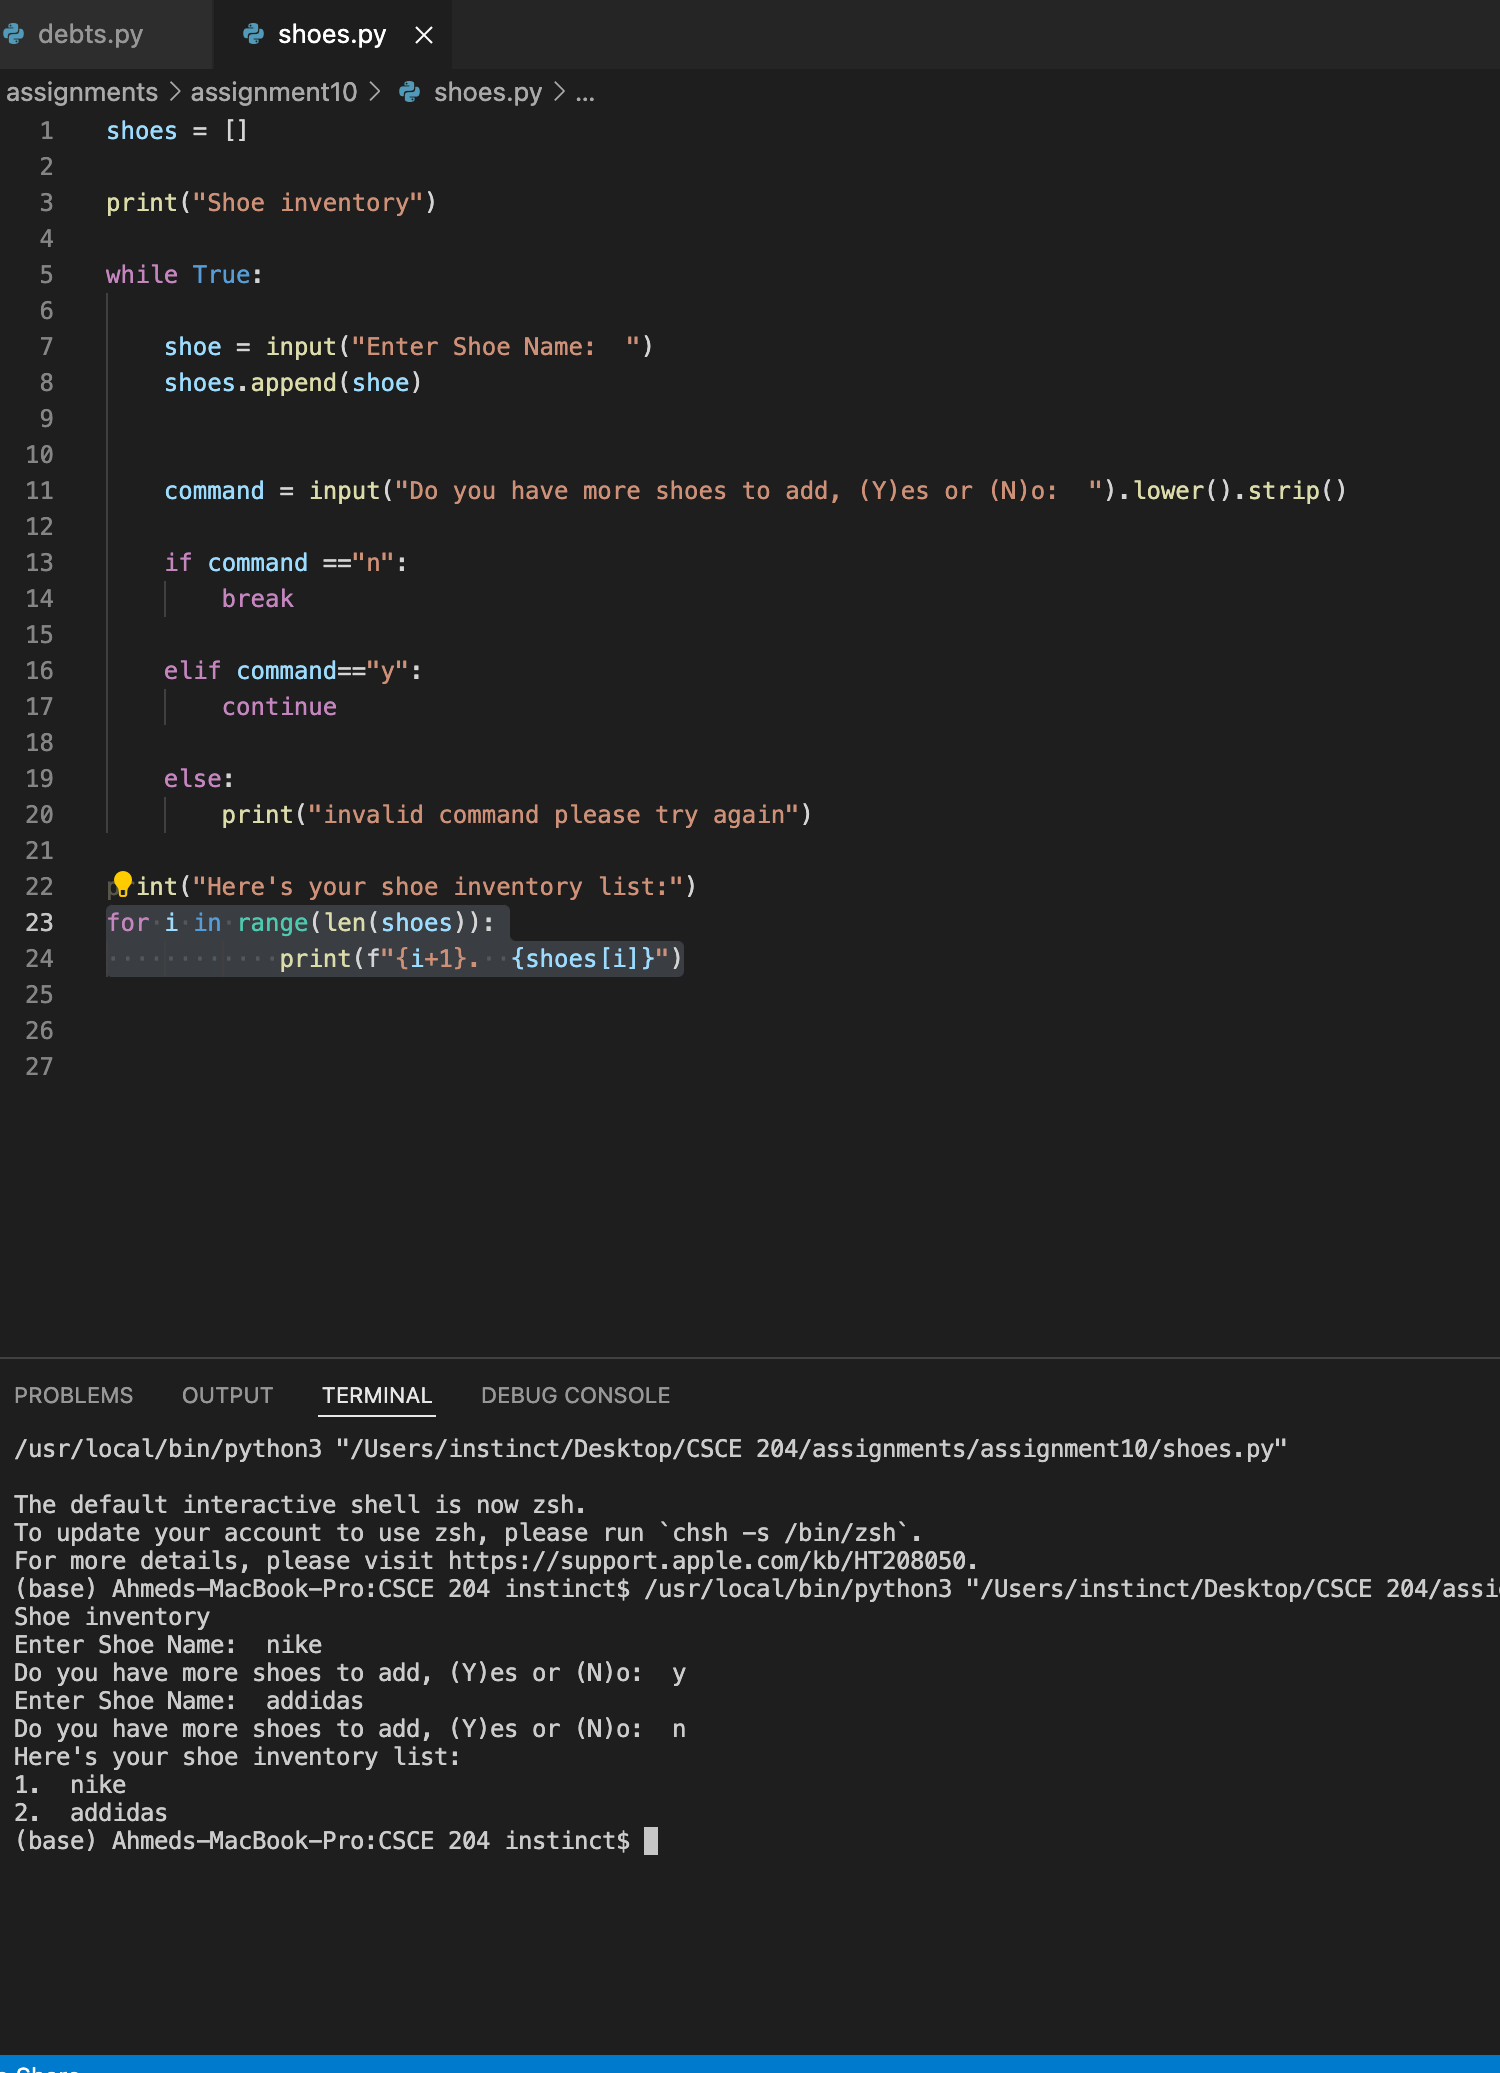 debts.py shoes.py
assignments > assignment10 > shoes.py > ...
1 shoes = []
2
3 print("Shoe inventory")
4
5 while True:
6
7 shoe = input("Enter Shoe Name:  ")
8 shoes.append(shoe)
9
10
11 command = input("Do you have more shoes to add, (Y)es or (N)o:  ").lower().strip()
12
13 if command =="n":
14 break
15
16 elif command=="y":
17 continue
18
19 else:
20 print("invalid command please try again")
21
22 print("Here's your shoe inventory list:")
23 for i in range(len(shoes)):
24 print(f"{i+1}.  {shoes[i]}")
25
26
27
PROBLEMS OUTPUT TERMINAL DEBUG CONSOLE
/usr/local/bin/python3 "/Users/instinct/Desktop/CSCE 204/assignments/assignment10/shoes.py"
The default interactive shell is now zsh.
To update your account to use zsh, please run `chsh -s /bin/zsh`.
For more details, please visit https://support.apple.com/kb/HT208050.
(base) Ahmeds-MacBook-Pro:CSCE 204 instinct$ /usr/local/bin/python3 "/Users/instinct/Desktop/CSCE 204/assi
Shoe inventory
Enter Shoe Name:  nike
Do you have more shoes to add, (Y)es or (N)o:  y
Enter Shoe Name:  addidas
Do you have more shoes to add, (Y)es or (N)o:  n
Here's your shoe inventory list:
1.  nike
2.  addidas
(base) Ahmeds-MacBook-Pro:CSCE 204 instinct$